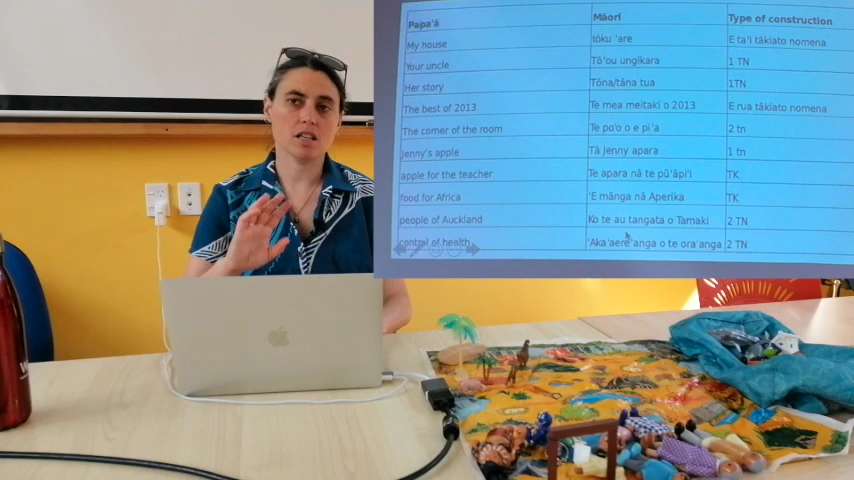 Papa'ā Māori Type of construction
My house tōku 'are E ta'i tākiato nomena
Your uncle Tō'ou ungikara 1 TN
Her story Tōna/tāna tua 1TN
The best of 2013 Te mea meitaki o 2013 E rua tākiato nomena
The corner of the room Te po'o o e pi'a 2 tn
Jenny's apple Tā Jenny apara 1 tn
apple for the teacher Te apara nā te pū'āpi'i TK
food for Africa 'E mānga nā Aperika TK
people of Auckland Ko te au tangata o Tamaki 2 TN
control of health 'Aka'aere'anga o te ora'anga 2 TN